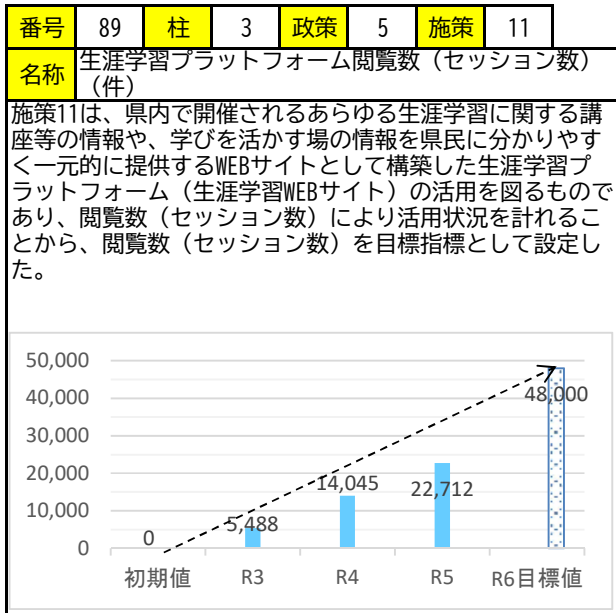 番号 89 柱 3 政策 5 施策 11
名称 生涯学習プラットフォーム閲覧数（セッション数）
（件）
施策11は、県内で開催されるあらゆる生涯学習に関する講
座等の情報や、学びを活かす場の情報を県民に分かりやす
く一元的に提供するWEBサイトとして構築した生涯学習プ
ラットフォーム（生涯学習WEBサイト）の活用を図るもので
あり、閲覧数（セッション数）により活用状況を計れるこ
とから、閲覧数（セッション数）を目標指標として設定し
た。
50,000
40,000
30,000
20,000
10,000
0
0
5,488
14,045
22,712
48,000
初期値 R3 R4 R5 R6目標値